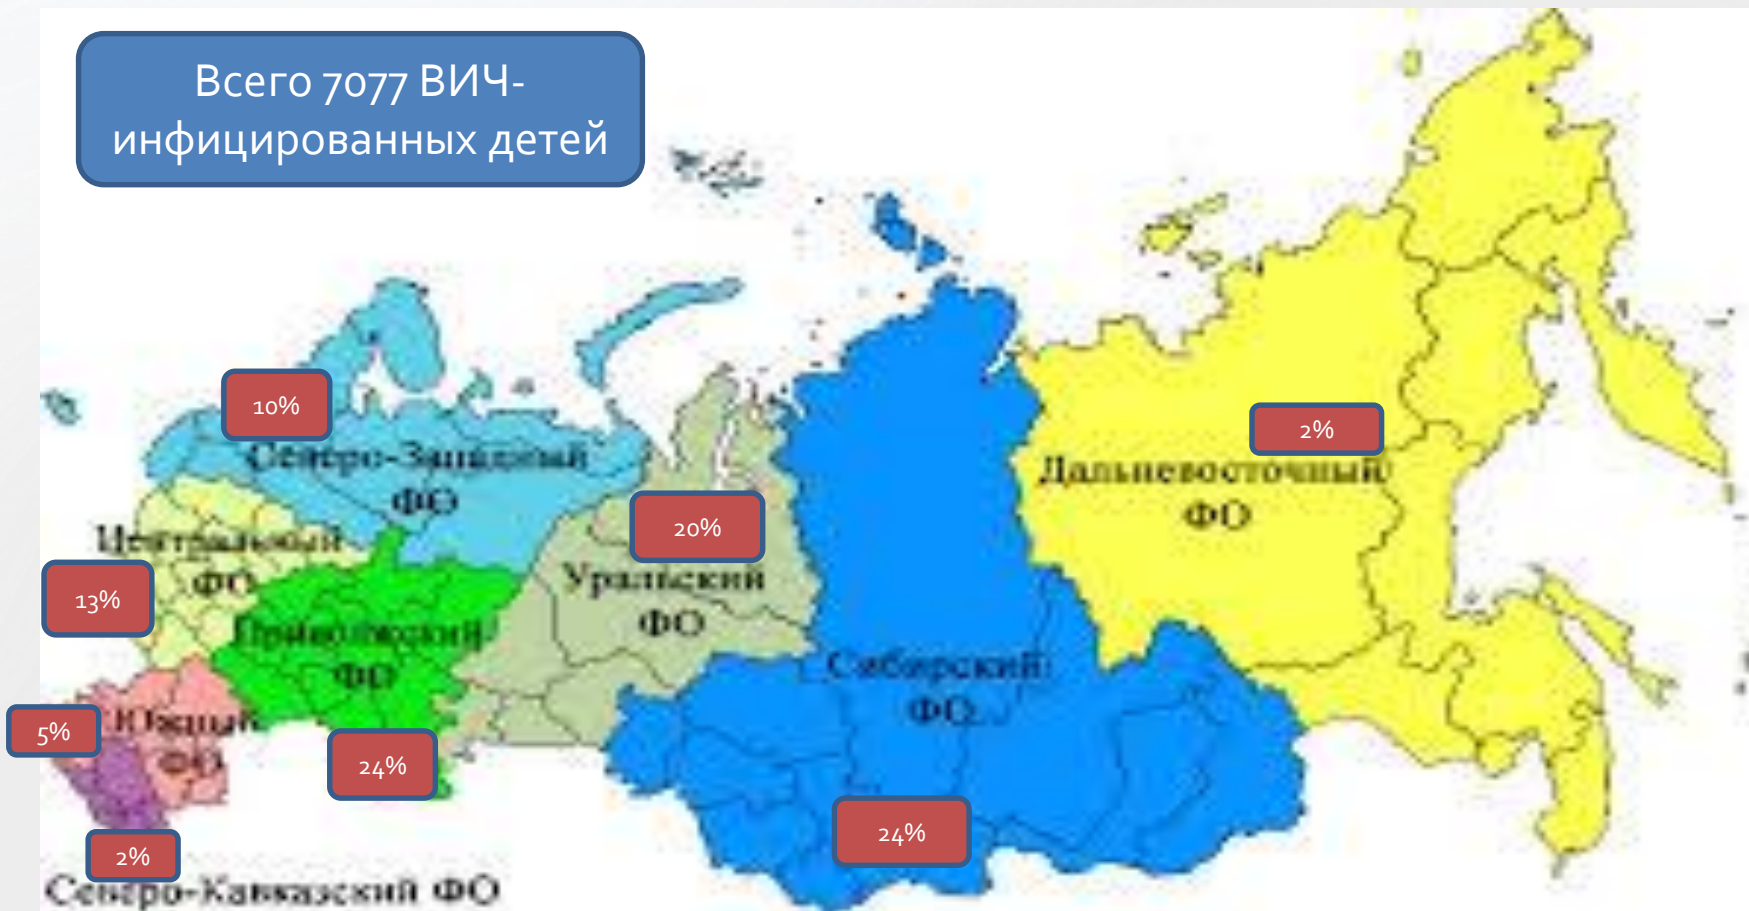 Всего 7077 ВИЧ-
инфицированных детей
10%
Северо-Западный
ФО
2%
Дальневосточный
ФО
20%
Уральский
ФО
Центральный
ФО
13%
Приволжский
ФО
24%
Сибирский
ФО
24%
5%
Южный
ФО
2%
Северо-Кавказский ФО